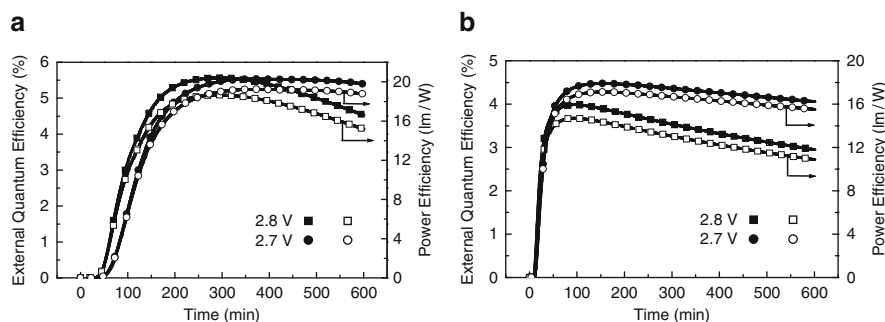 a
External Quantum Efficiency (%)
6
5
4
3
2
1
0
2.8 V
2.7 V
20
16
12
8
4
0
Power Efficiency (lm / W)
0 100 200 300 400 500 600
Time (min)
b
External Quantum Efficiency (%)
5
4
3
2
1
0
2.8 V
2.7 V
20
16
12
8
4
0
Power Efficiency (lm / W)
0 100 200 300 400 500 600
Time (min)